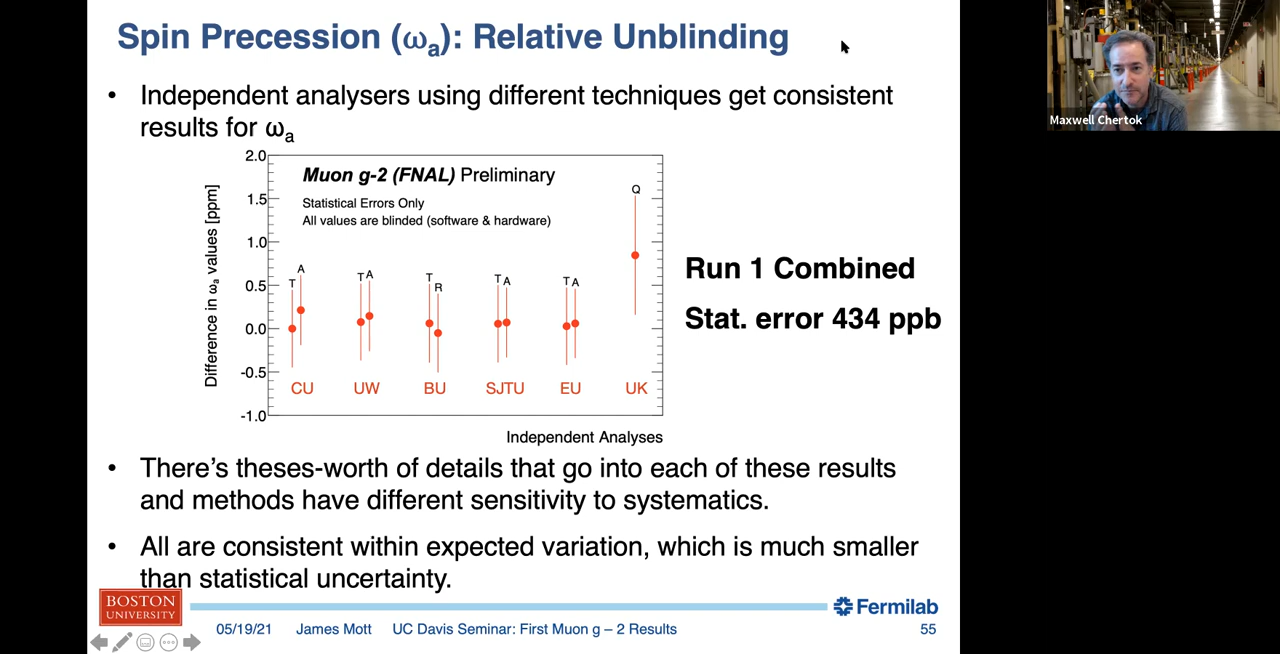 Spin Precession (ωa): Relative Unblinding
• Independent analysers using different techniques get consistent
results for ωa
Muon g-2 (FNAL) Preliminary
Statistical Errors Only
All values are blinded (software & hardware)
Difference in ωa values [ppm]
2.0
1.5
1.0
0.5
0.0
-0.5
-1.0
T A T A T R T A T A Q
CU UW BU SJTU EU UK
Independent Analyses
Run 1 Combined
Stat. error 434 ppb
• There's theses-worth of details that go into each of these results
and methods have different sensitivity to systematics.
• All are consistent within expected variation, which is much smaller
than statistical uncertainty.
BOSTON
UNIVERSITY
Fermilab
05/19/21 James Mott UC Davis Seminar: First Muon g – 2 Results 55
Maxwell Chertok